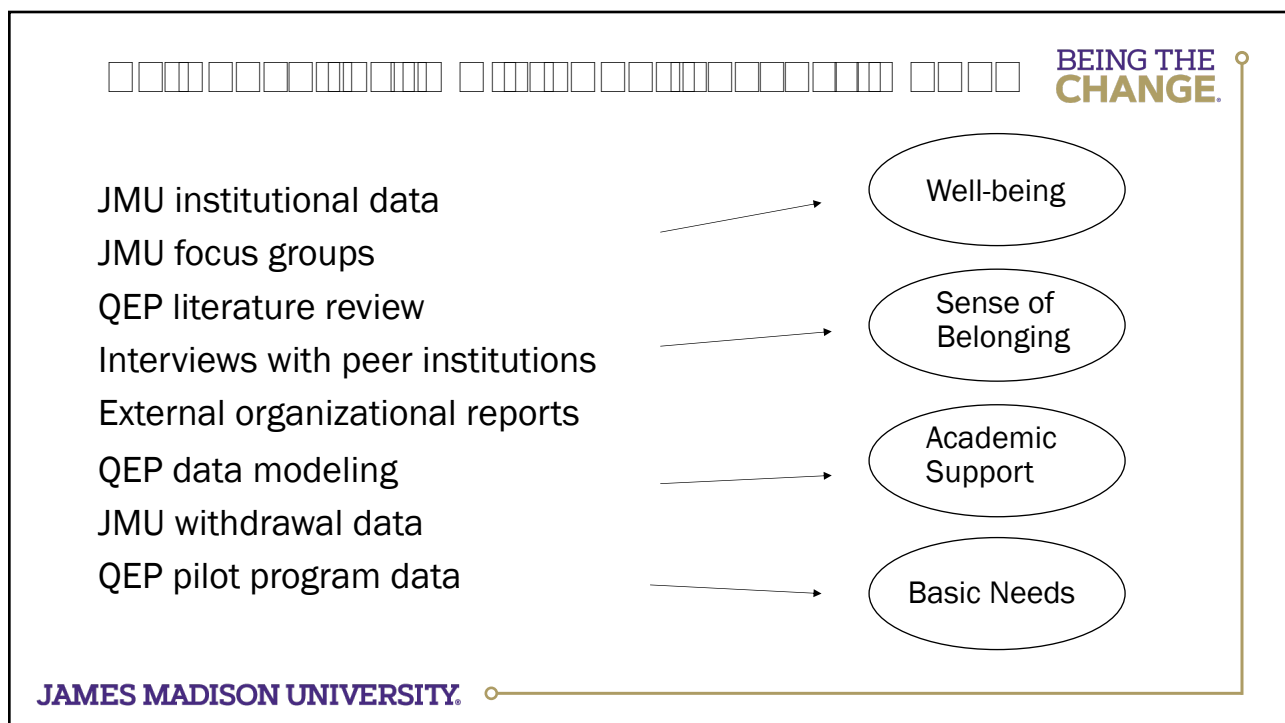 BEING THE
CHANGE.
JMU institutional data
JMU focus groups
QEP literature review
Interviews with peer institutions
External organizational reports
QEP data modeling
JMU withdrawal data
QEP pilot program data
Well-being
Sense of
Belonging
Academic
Support
Basic Needs
JAMES MADISON UNIVERSITY.